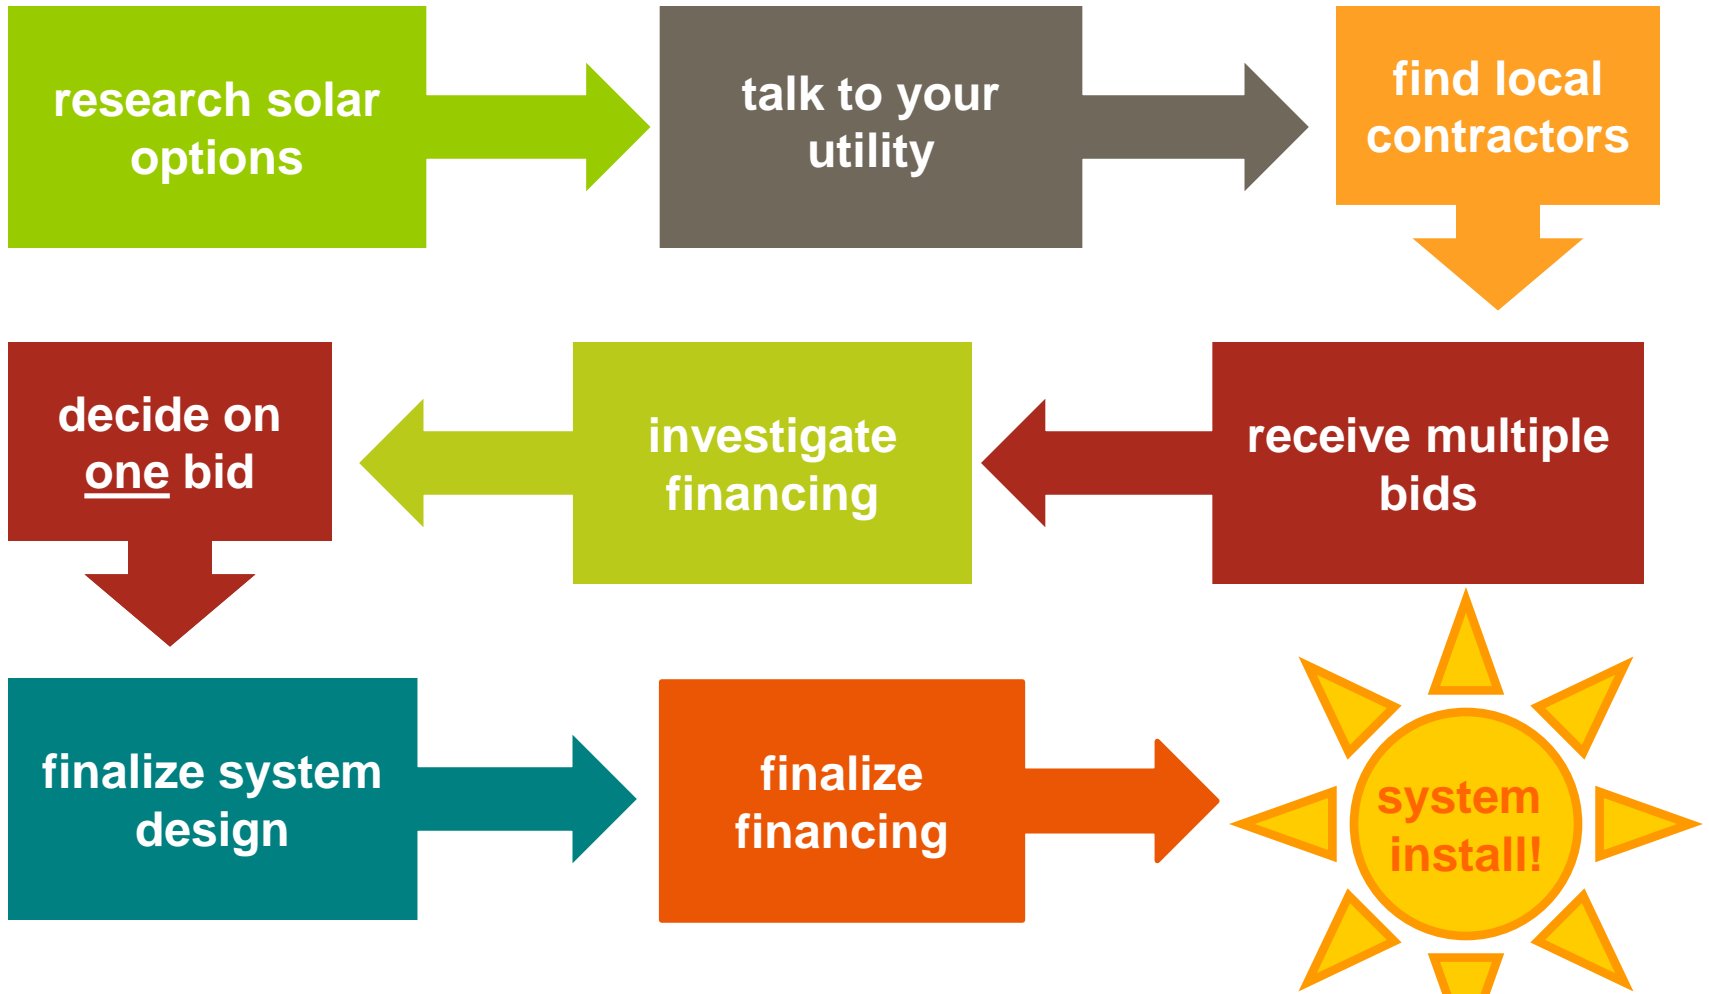 research solar
options
talk to your
utility
find local
contractors
receive multiple
bids
investigate
financing
decide on
one bid
finalize system
design
finalize
financing
system
install!